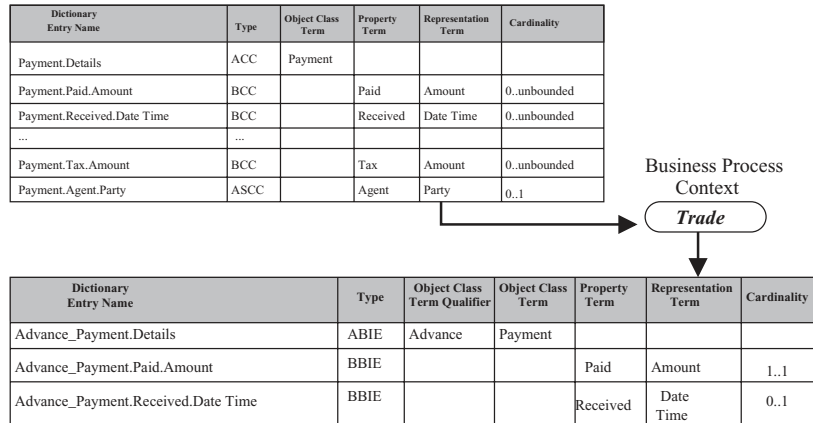 Dictionary Entry Name Type Object Class Term Property Term Representation Term Cardinality
Payment.Details ACC Payment
Payment.Paid.Amount BCC Paid Amount 0..unbounded
Payment.Received.Date Time BCC Received Date Time 0..unbounded
... ...
Payment.Tax.Amount BCC Tax Amount 0..unbounded
Payment.Agent.Party ASCC Agent Party 0..1
Business Process
Context
Trade
Dictionary Entry Name Type Object Class Term Qualifier Object Class Term Property Term Representation Term Cardinality
Advance_Payment.Details ABIE Advance Payment
Advance_Payment.Paid.Amount BBIE Paid Amount 1..1
Advance_Payment.Received.Date Time BBIE Received Date Time 0..1